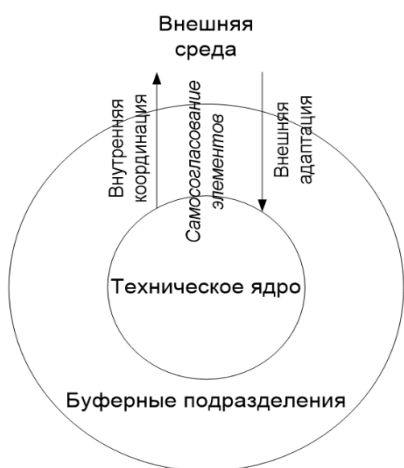 Внешняя
среда
Внутренняя
координация
Самосогласование
элементов
Внешняя
адаптация
Техническое ядро
Буферные подразделения